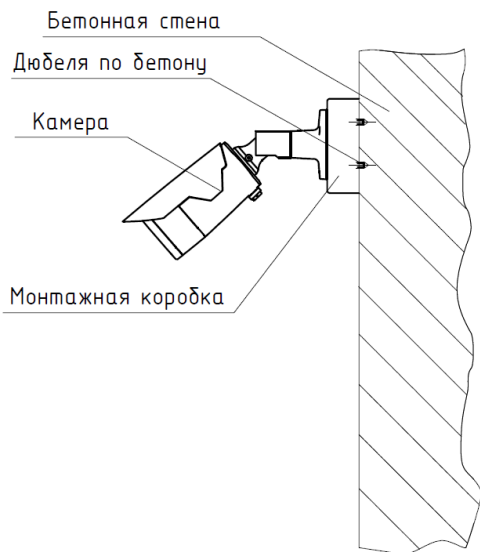 Бетонная стена
Дюбеля по бетону
Камера
Монтажная коробка